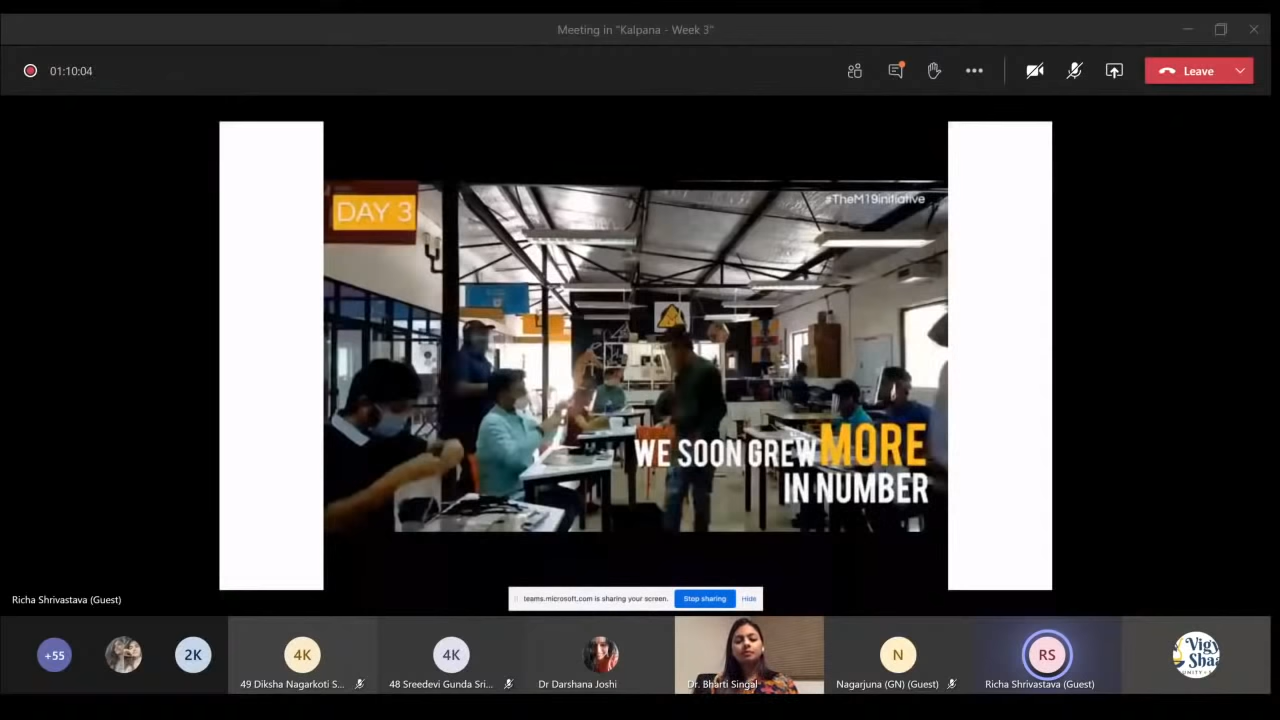 Meeting in "Kalpana - Week 3"
01:10:04
Leave
DAY 3
#TheM19initiative
WE SOON GREW MORE
IN NUMBER
Richa Shrivastava (Guest)
teams.microsoft.com is sharing your screen.
Stop sharing
Hide
+55
2K
4K
49 Diksha Nagarkoti S...
4K
48 Sreedevi Gunda Sri...
Dr Darshana Joshi
Dr. Bharti Singal
N
Nagarjuna (GN) (Guest)
RS
Richa Shrivastava (Guest)
Vigy
Shaa